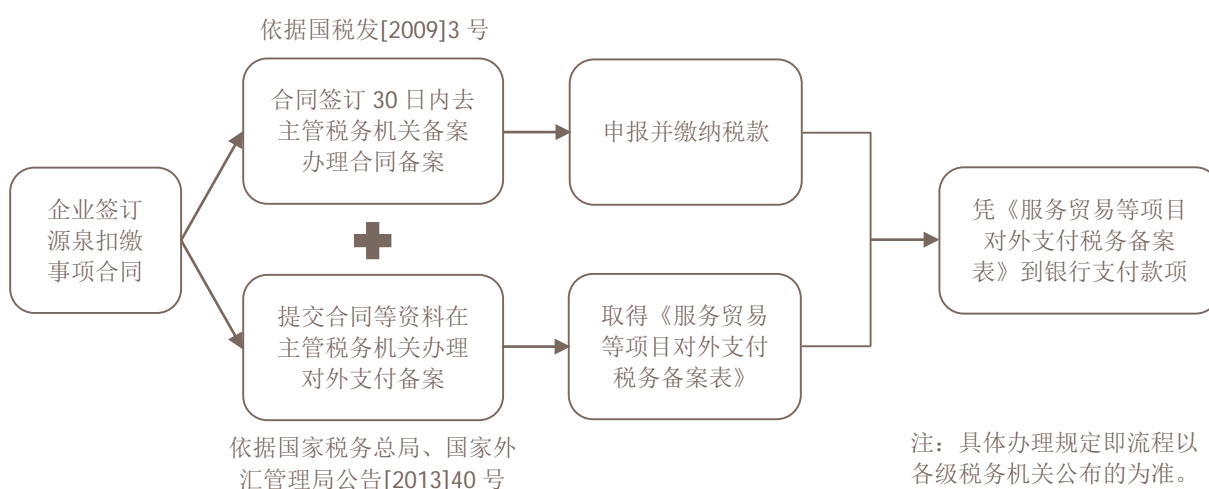 依据国税发[2009]3 号
合同签订 30 日内去
主管税务机关备案
办理合同备案
申报并缴纳税款
企业签订
源泉扣缴
事项合同
凭《服务贸易等项目
对外支付税务备案
表》到银行支付款项
提交合同等资料在
主管税务机关办理
对外支付备案
取得《服务贸易
等项目对外支付
税务备案表》
依据国家税务总局、国家外
汇管理局公告[2013]40 号
注：具体办理规定即流程以
各级税务机关公布的为准。